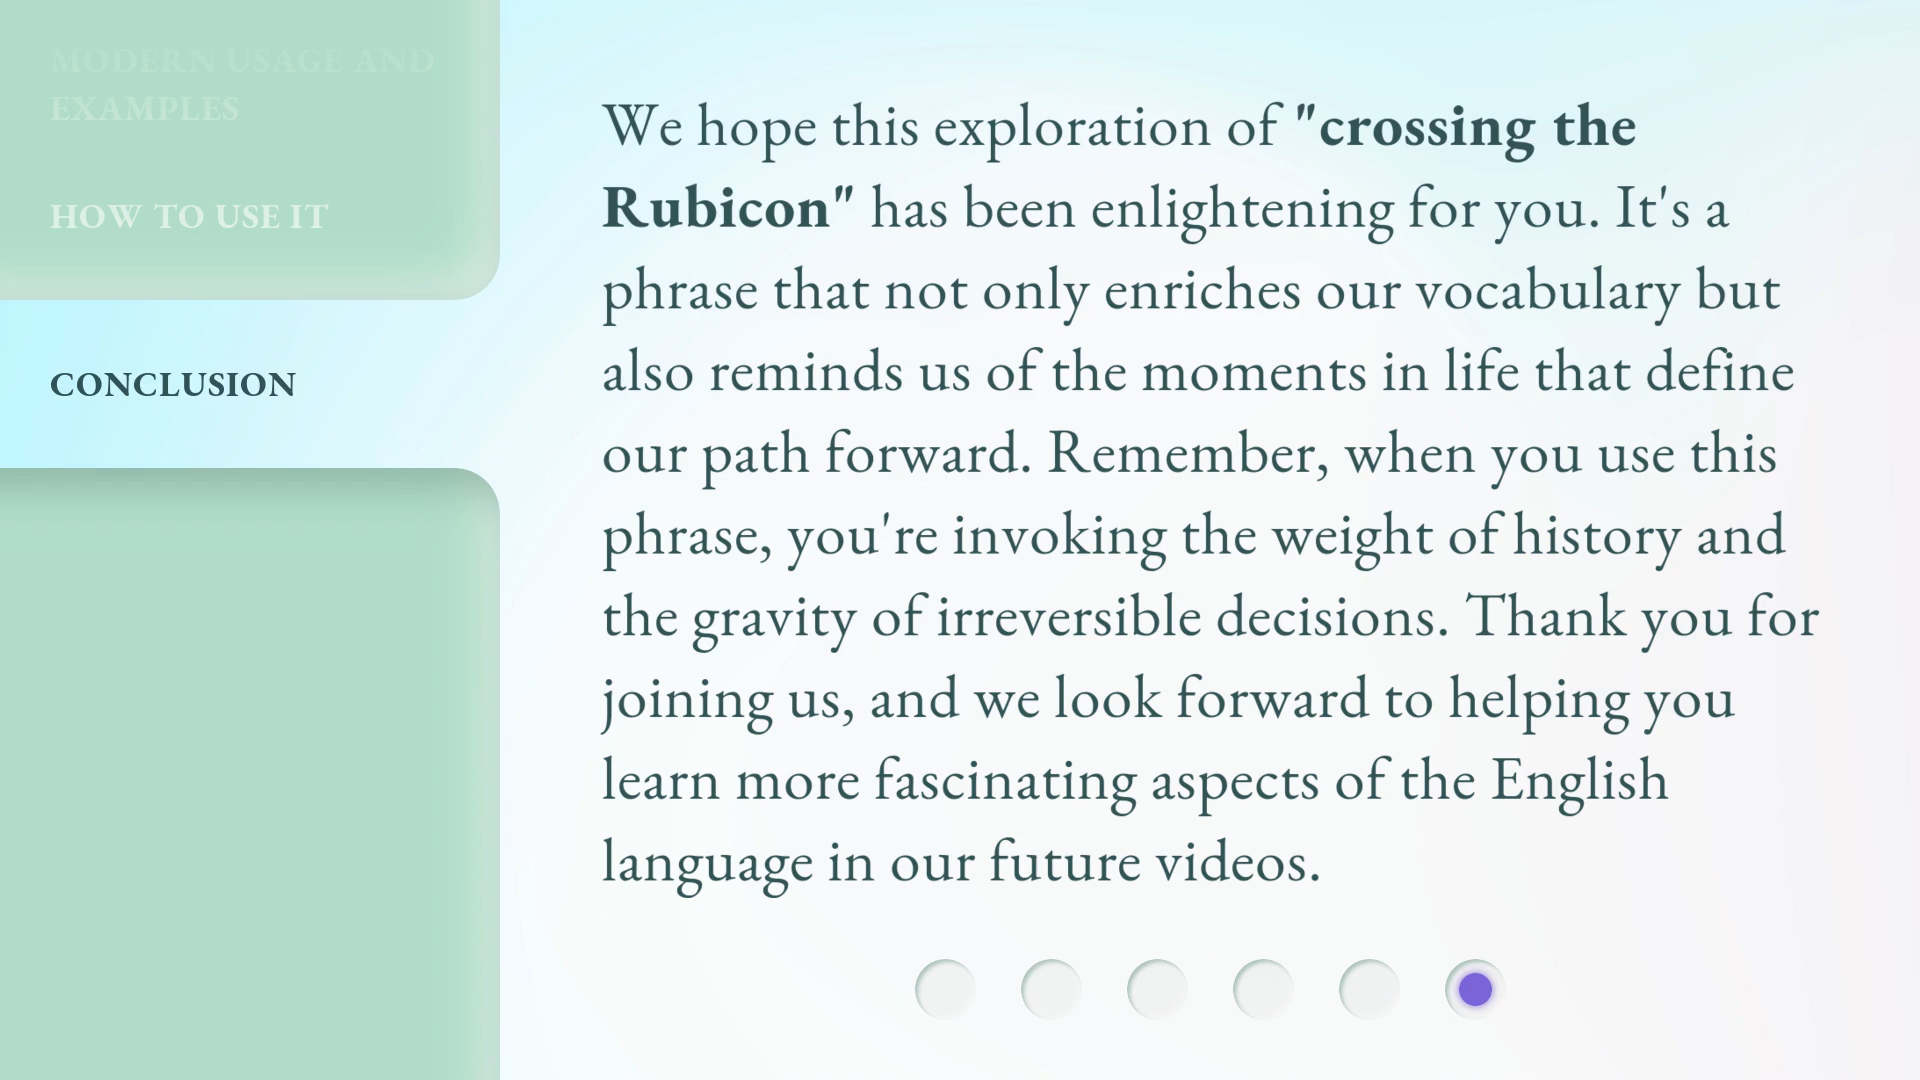 MODERN USAGE AND
EXAMPLES
HOW TO USE IT
CONCLUSION
We hope this exploration of "crossing the
Rubicon" has been enlightening for you. It's a
phrase that not only enriches our vocabulary but
also reminds us of the moments in life that define
our path forward. Remember, when you use this
phrase, you're invoking the weight of history and
the gravity of irreversible decisions. Thank you for
joining us, and we look forward to helping you
learn more fascinating aspects of the English
language in our future videos.